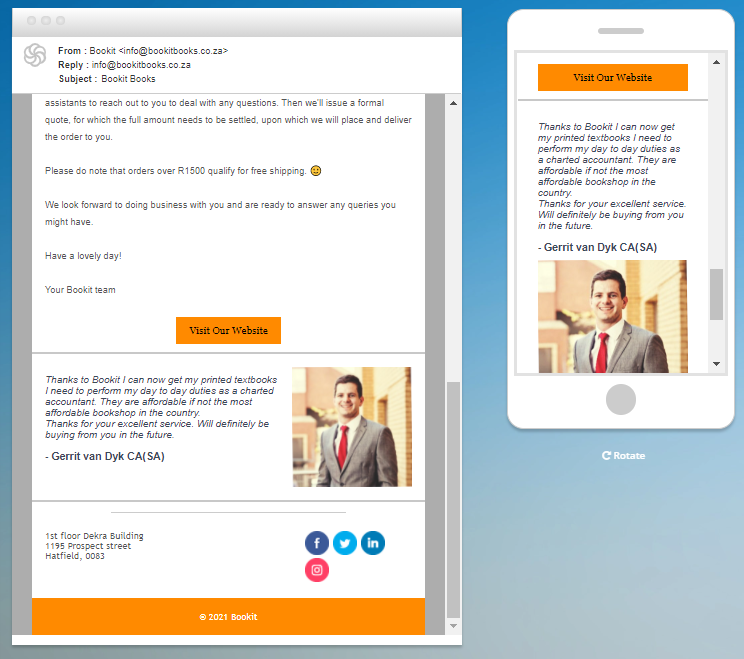 From : Bookit <info@bookitbooks.co.za>
Reply : info@bookitbooks.co.za
Subject : Bookit Books
assistants to reach out to you to deal with any questions. Then we'll issue a formal
quote, for which the full amount needs to be settled, upon which we will place and deliver
the order to you.
Please do note that orders over R1500 qualify for free shipping. 🙂
We look forward to doing business with you and are ready to answer any queries you
might have.
Have a lovely day!
Your Bookit team
Visit Our Website
Thanks to Bookit I can now get my printed textbooks
I need to perform my day to day duties as a charted
accountant. They are affordable if not the most
affordable bookshop in the country.
Thanks for your excellent service. Will definitely be
buying from you in the future.
- Gerrit van Dyk CA(SA)
1st floor Dekra Building
1195 Prospect street
Hatfield, 0083
© 2021 Bookit
Visit Our Website
Thanks to Bookit I can now get
my printed textbooks I need to
perform my day to day duties as
a charted accountant. They are
affordable if not the most
affordable bookshop in the
country.
Thanks for your excellent service.
Will definitely be buying from you
in the future.
- Gerrit van Dyk CA(SA)
Rotate